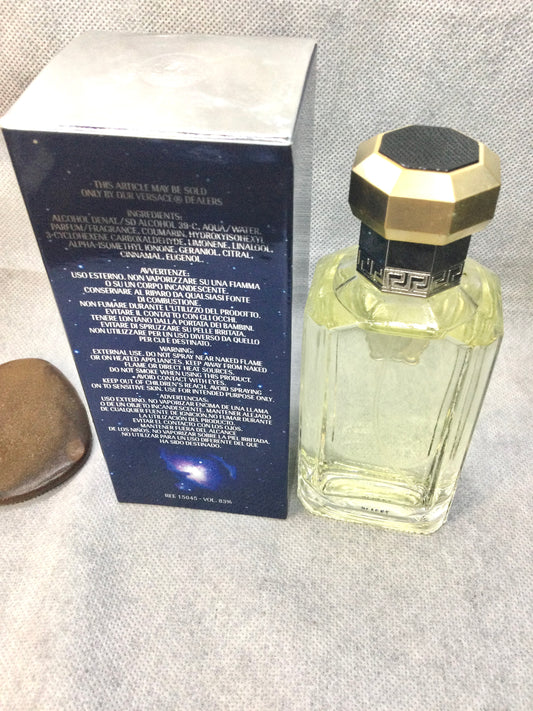 THIS ARTICLE MAY BE SOLD
ONLY BY OUR VERSACE® DEALERS
INGREDIENTS:
ALCOHOL DENAT./SD ALCOHOL 39-C, AQUA/WATER,
PARFUM/FRAGRANCE, COUMARIN, HYDROXYISOHEXYL
3-CYCLOHEXENE CARBOXALDEIDYDE, LIMONENE, LINALOOL,
ALPHA-ISOMETHYL IONONE, GERANIOL, CITRAL,
CINNAMAL, EUGENOL.
AVVERTENZE:
USO ESTERNO. NON VAPORIZZARE SU UNA FIAMMA
O SU UN CORPO INCANDESCENTE.
CONSERVARE AL RIPARO DA QUALSIASI FONTE
DI COMBUSTIONE.
NON FUMARE DURANTE L'UTILIZZO DEL PRODOTTO.
EVITARE IL CONTATTO CON GLI OCCHI.
TENERE LONTANO DALLA PORTATA DEI BAMBINI.
EVITARE DI SPRUZZARE SU PELLE IRRITATA.
NON UTILIZZARE PER UN USO DIVERSO DA QUELLO
PER CUI È DESTINATO.
WARNING:
EXTERNAL USE. DO NOT SPRAY NEAR NAKED FLAME
OR ON HEATED APPLIANCES. KEEP AWAY FROM NAKED
FLAME OR DIRECT HEAT SOURCES.
DO NOT SMOKE WHEN USING THIS PRODUCT.
AVOID CONTACT WITH EYES.
KEEP OUT OF CHILDREN'S REACH. AVOID SPRAYING
ON TO SENSITIVE SKIN. USE FOR INTENDED PURPOSE ONLY.
ADVERTENCIAS:
USO EXTERNO. NO VAPORIZAR ENCIMA DE UNA LLAMA
O DE UN OBJETO INCANDESCENTE. MANTENER ALEJADO
DE CUALQUIER FUENTE DE IGNICION.NO FUMAR DURANTE
LA UTILIZACIÓN DEL PRODUCTO.
EVITAR EL CONTACTO CON LOS OJOS.
MANTENER FUERA DEL ALCANCE
DE LOS NIÑOS. NO VAPORIZAR SOBRE LA PIEL IRRITADA.
NO UTILIZAR PARA UN USO DIFERENTE DEL QUE
HA SIDO DESTINADO.
REF. 15045 - VOL. 83%